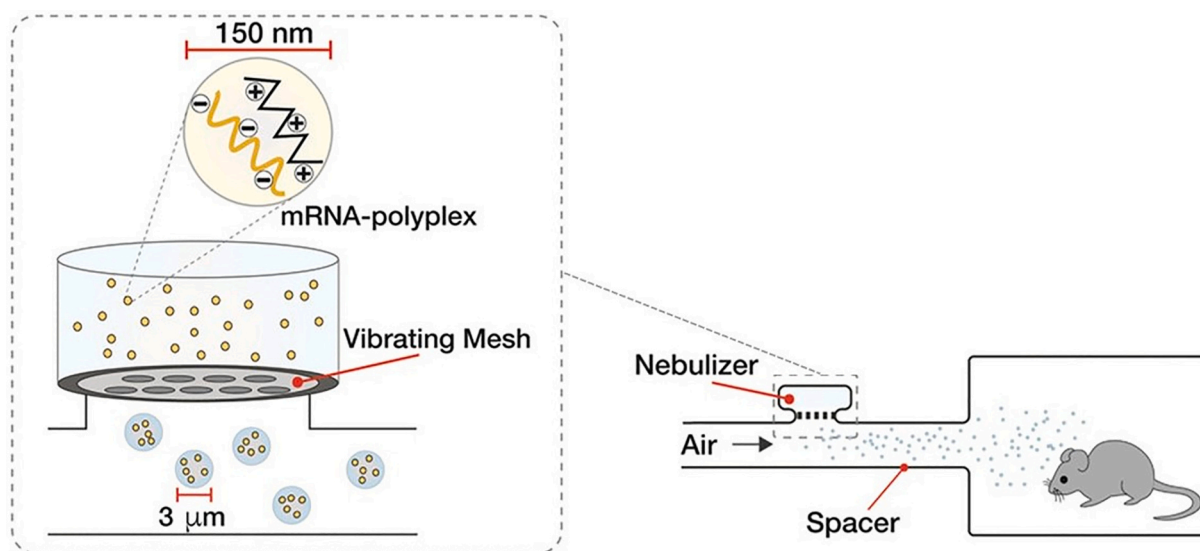 150 nm
mRNA-polyplex
Vibrating Mesh
3 μm
Nebulizer
Air
Spacer